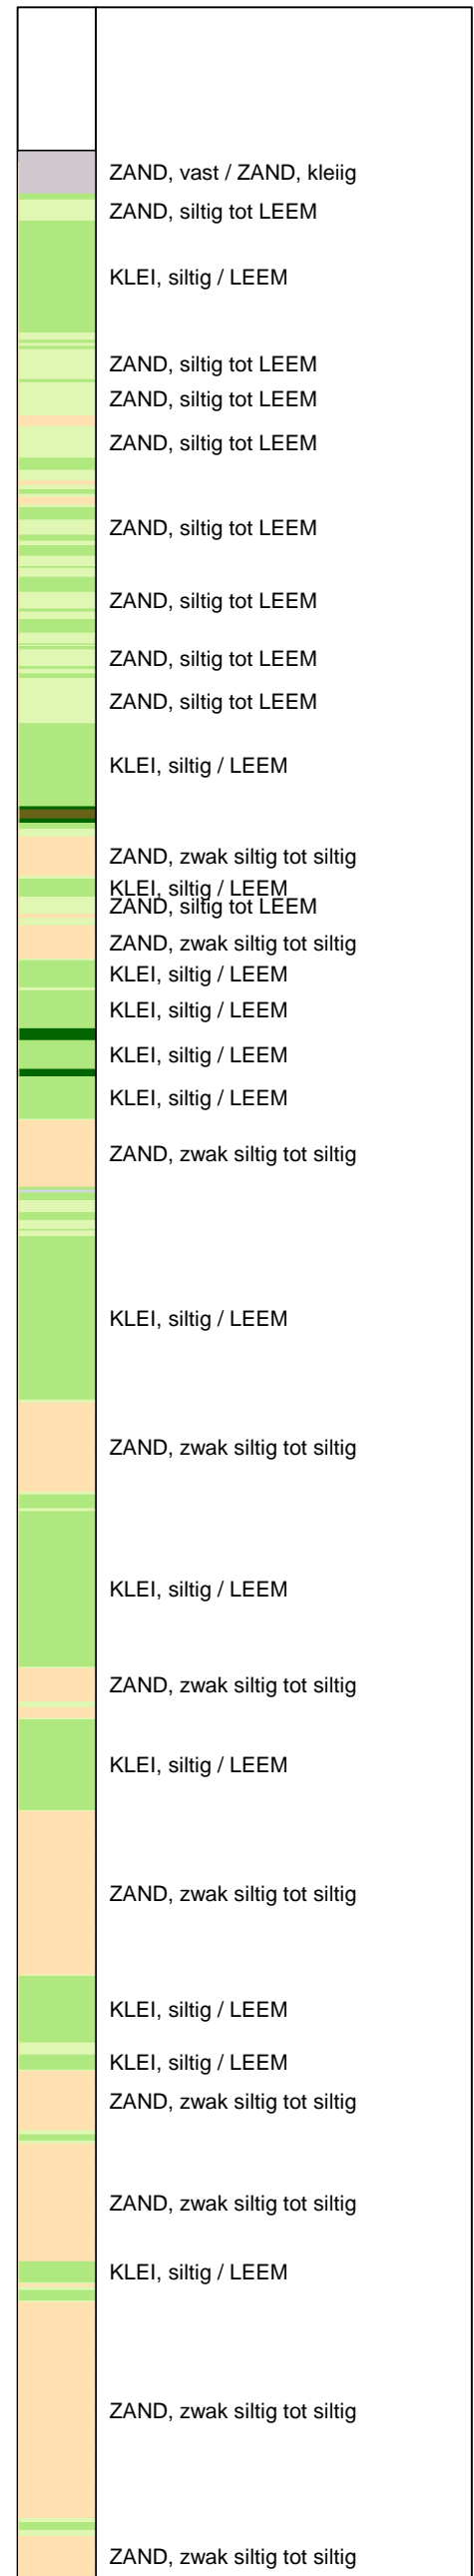 ZAND, vast / ZAND, kleiig
ZAND, siltig tot LEEM
KLEI, siltig / LEEM
ZAND, siltig tot LEEM
ZAND, siltig tot LEEM
ZAND, siltig tot LEEM
ZAND, siltig tot LEEM
ZAND, siltig tot LEEM
ZAND, siltig tot LEEM
ZAND, siltig tot LEEM
KLEI, siltig / LEEM
ZAND, zwak siltig tot siltig
KLEI, siltig / LEEM
ZAND, siltig tot LEEM
ZAND, zwak siltig tot siltig
KLEI, siltig / LEEM
KLEI, siltig / LEEM
KLEI, siltig / LEEM
KLEI, siltig / LEEM
ZAND, zwak siltig tot siltig
KLEI, siltig / LEEM
ZAND, zwak siltig tot siltig
KLEI, siltig / LEEM
ZAND, zwak siltig tot siltig
KLEI, siltig / LEEM
ZAND, zwak siltig tot siltig
KLEI, siltig / LEEM
KLEI, siltig / LEEM
ZAND, zwak siltig tot siltig
ZAND, zwak siltig tot siltig
KLEI, siltig / LEEM
ZAND, zwak siltig tot siltig
ZAND, zwak siltig tot siltig